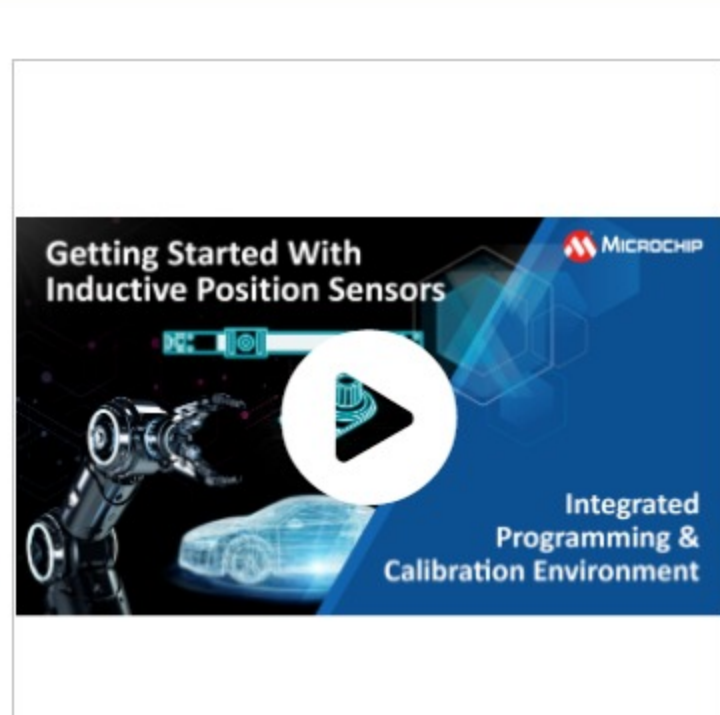 Getting Started With
Inductive Position Sensors
MICROCHIP
Integrated
Programming &
Calibration Environment